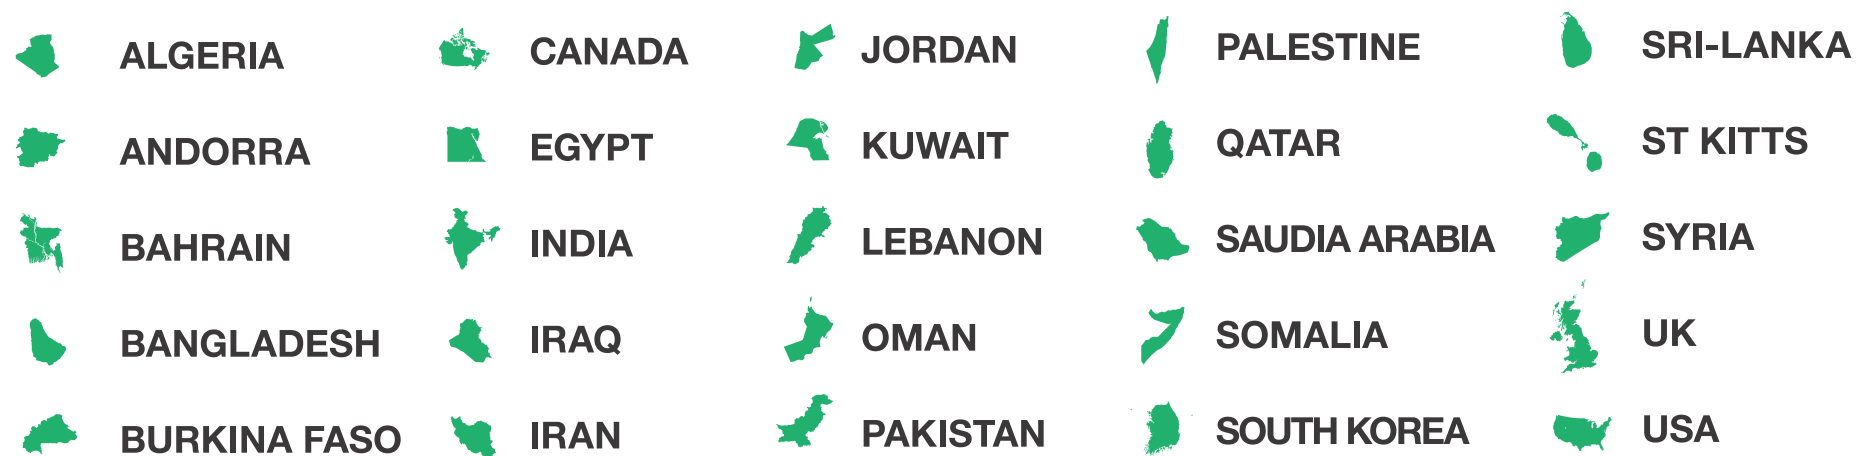 ALGERIA
ANDORRA
BAHRAIN
BANGLADESH
BURKINA FASO
CANADA
EGYPT
INDIA
IRAQ
IRAN
JORDAN
KUWAIT
LEBANON
OMAN
PAKISTAN
PALESTINE
QATAR
SAUDIA ARABIA
SOMALIA
SOUTH KOREA
SRI-LANKA
ST KITTS
SYRIA
UK
USA